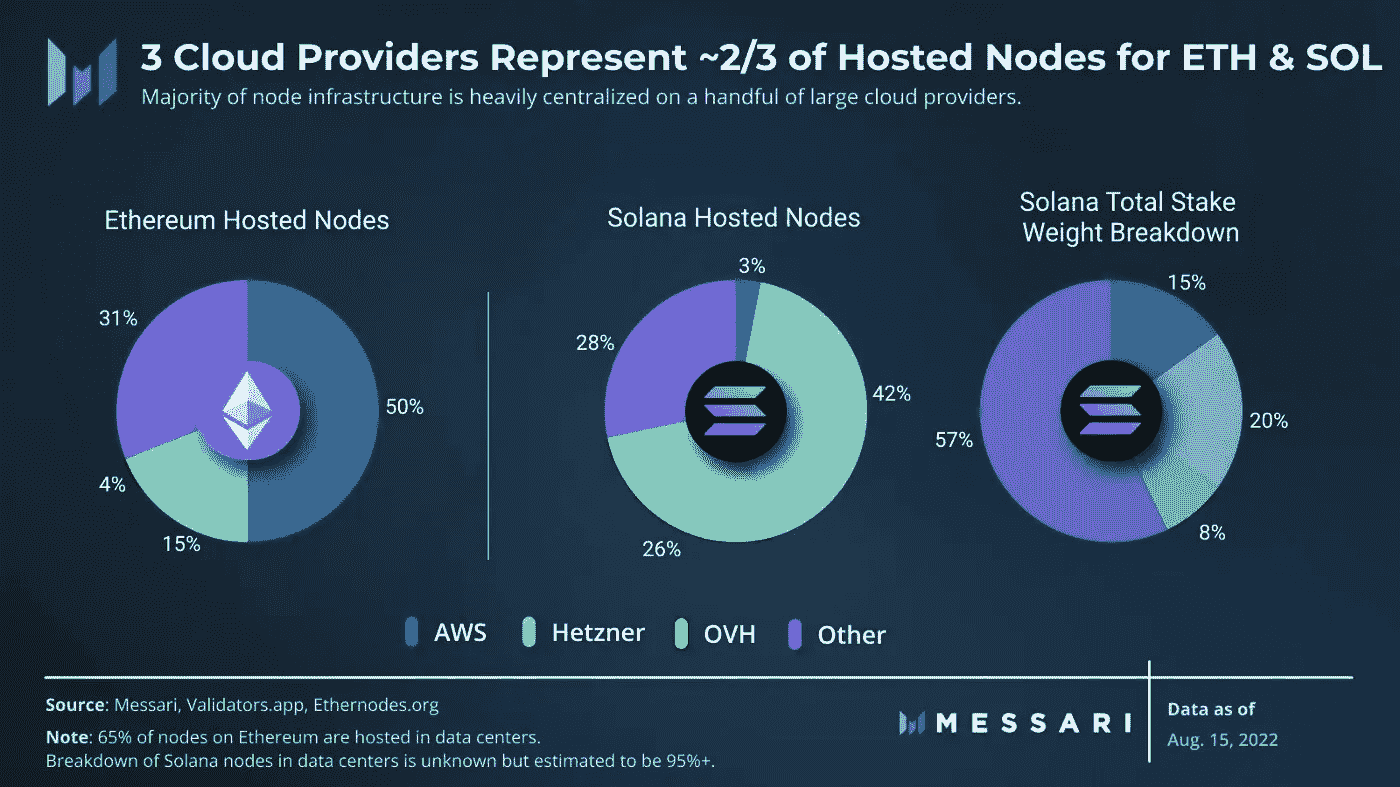 3 Cloud Providers Represent ~2/3 of Hosted Nodes for ETH & SOL
Majority of node infrastructure is heavily centralized on a handful of large cloud providers.
Ethereum Hosted Nodes
31%
50%
4%
15%
Solana Hosted Nodes
3%
28%
42%
26%
Solana Total Stake
Weight Breakdown
15%
20%
57%
8%
AWS
Hetzner
OVH
Other
Source: Messari, Validators.app, Ethernodes.org
Note: 65% of nodes on Ethereum are hosted in data centers.
Breakdown of Solana nodes in data centers is unknown but estimated to be 95%+.
MESSARI
Data as of
Aug. 15, 2022